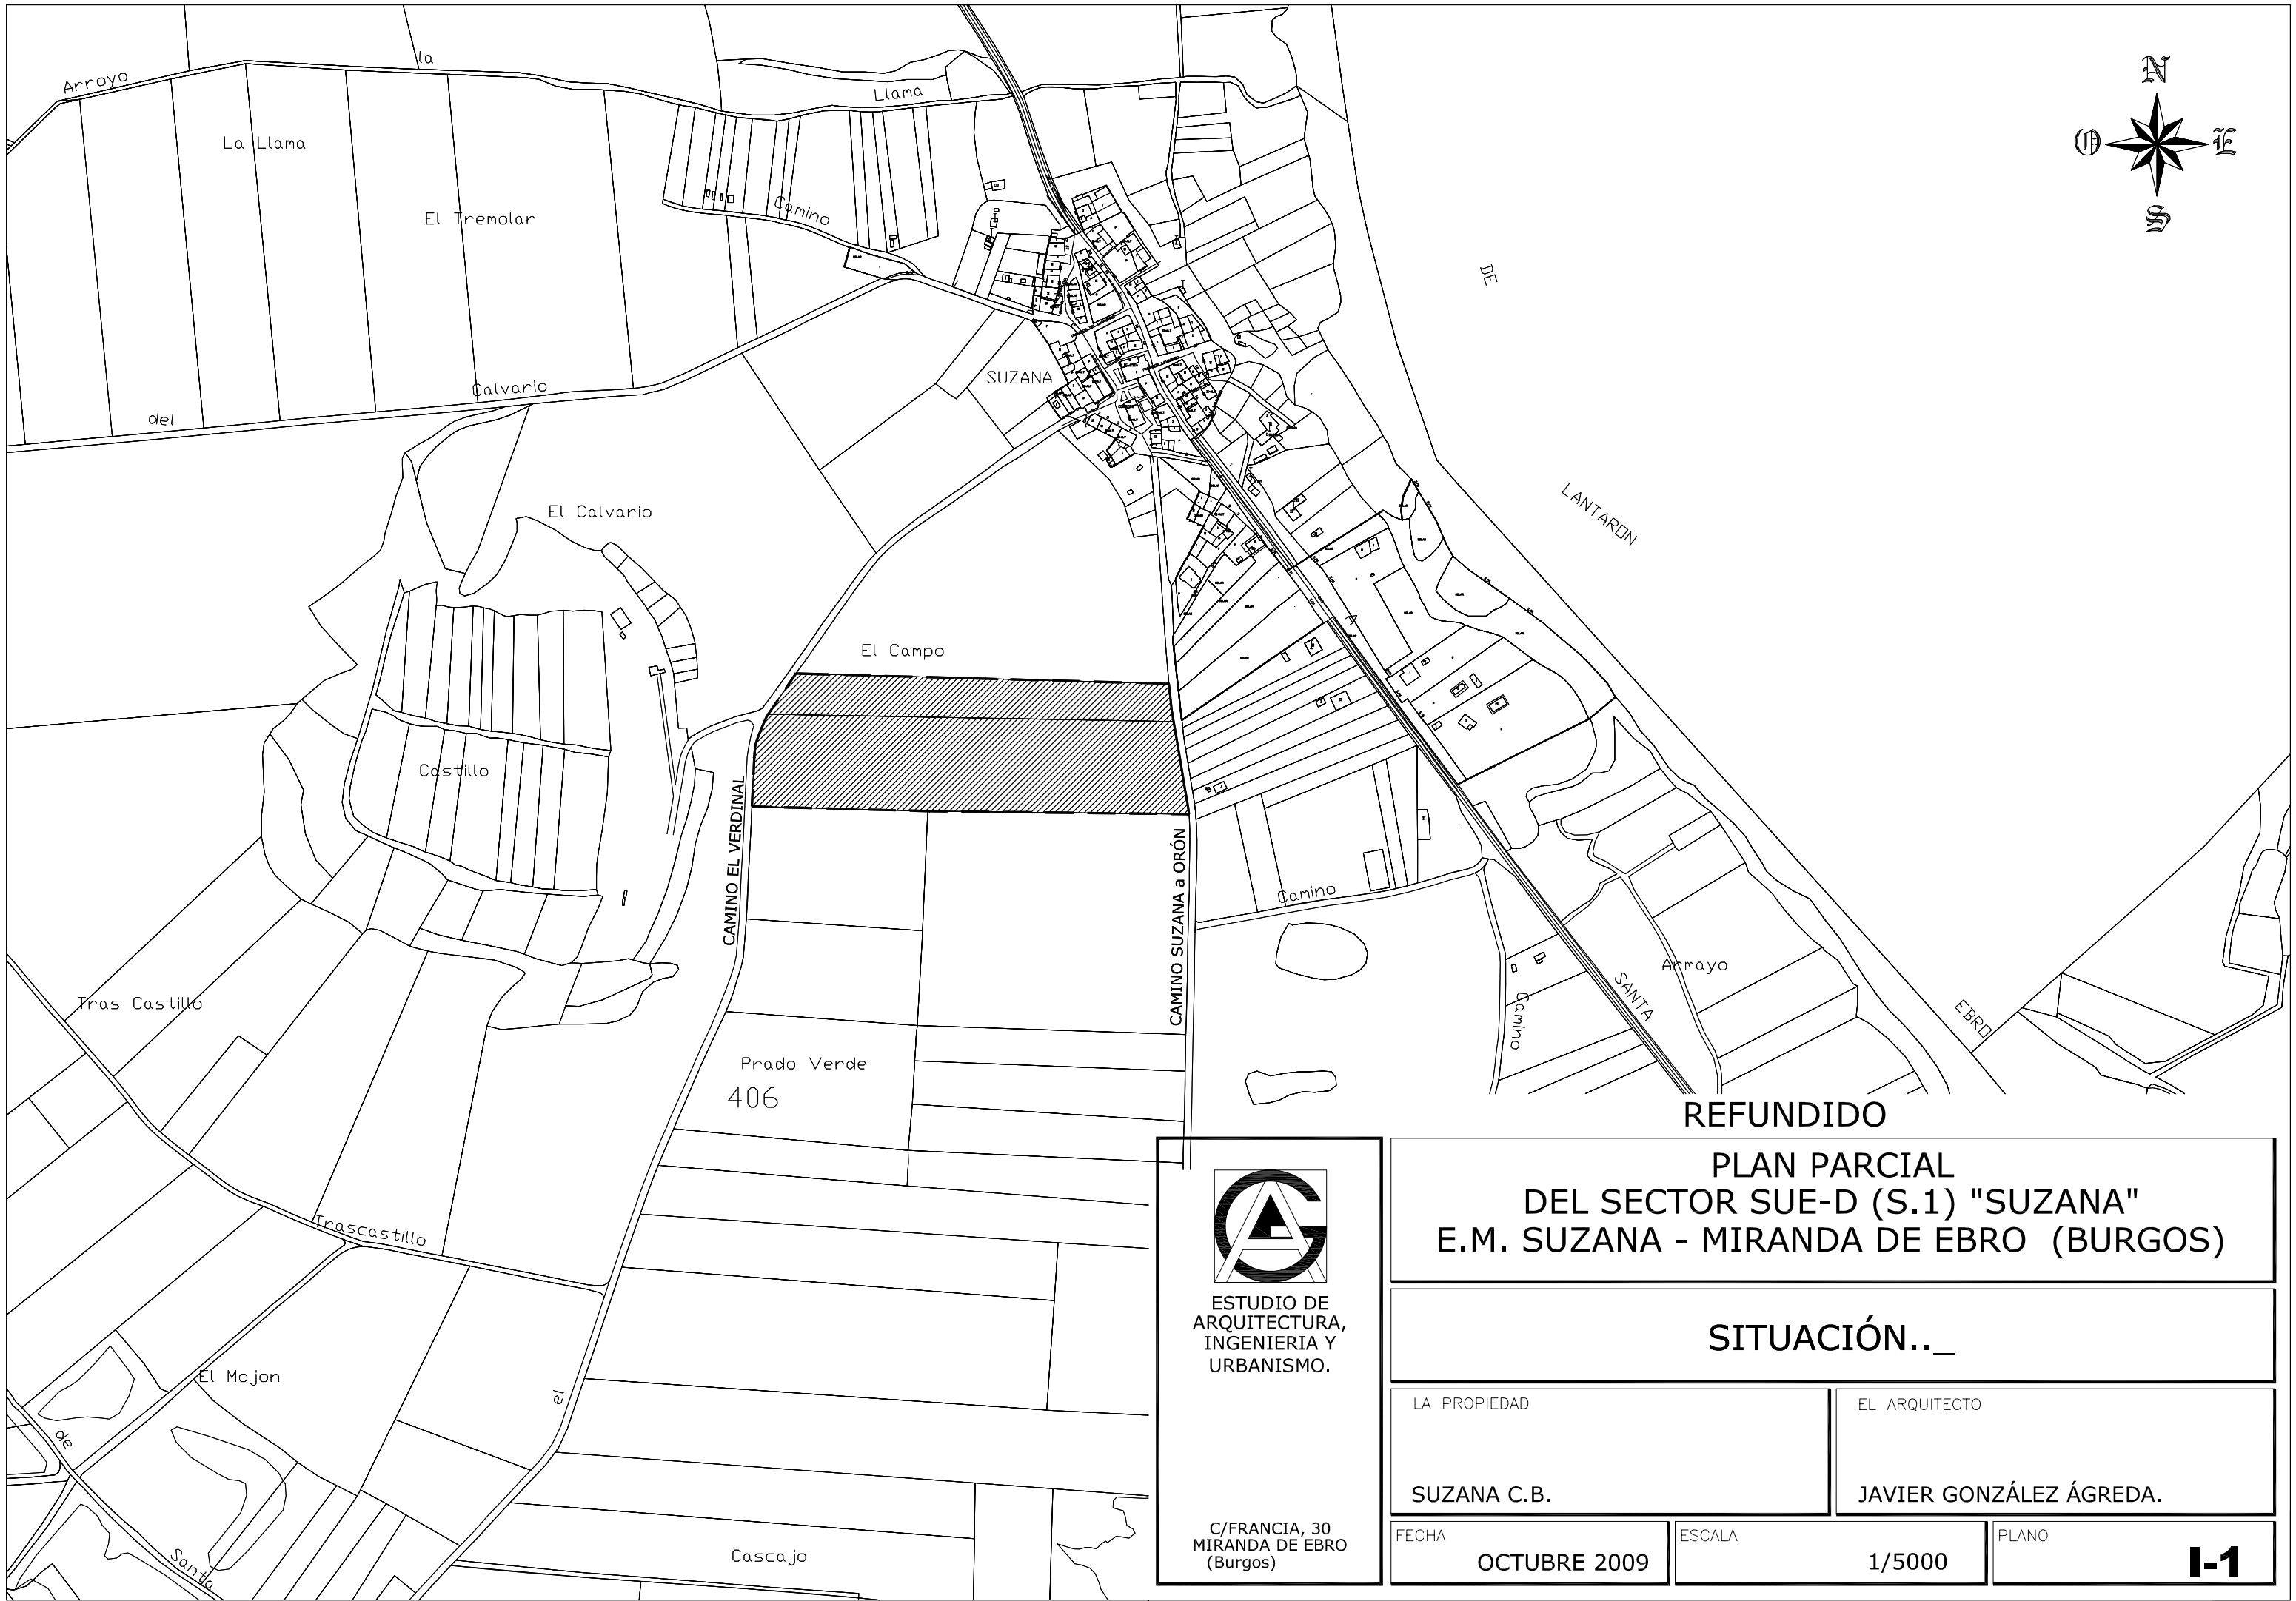 Arroyo
la
Llama
N
O
E
S
La Llama
El Tremolar
Camino
DE
SUZANA
Calvario
del
El Calvario
LANTARON
El Campo
Castillo
CAMINO EL VERDINAL
CAMINO SUZANA a ORÓN
Camino
Armayo
SANTA
Camino
EBRO
Tras Castillo
Prado Verde
406
Trascastillo
El Mojon
el
de
Santa
Cascajo
REFUNDIDO
PLAN PARCIAL
DEL SECTOR SUE-D (S.1) "SUZANA"
E.M. SUZANA - MIRANDA DE EBRO (BURGOS)
ESTUDIO DE
ARQUITECTURA,
INGENIERIA Y
URBANISMO.
C/FRANCIA, 30
MIRANDA DE EBRO
(Burgos)
SITUACIÓN.._
LA PROPIEDAD
SUZANA C.B.
EL ARQUITECTO
JAVIER GONZÁLEZ ÁGREDA.
FECHA
OCTUBRE 2009
ESCALA
1/5000
PLANO
I-1